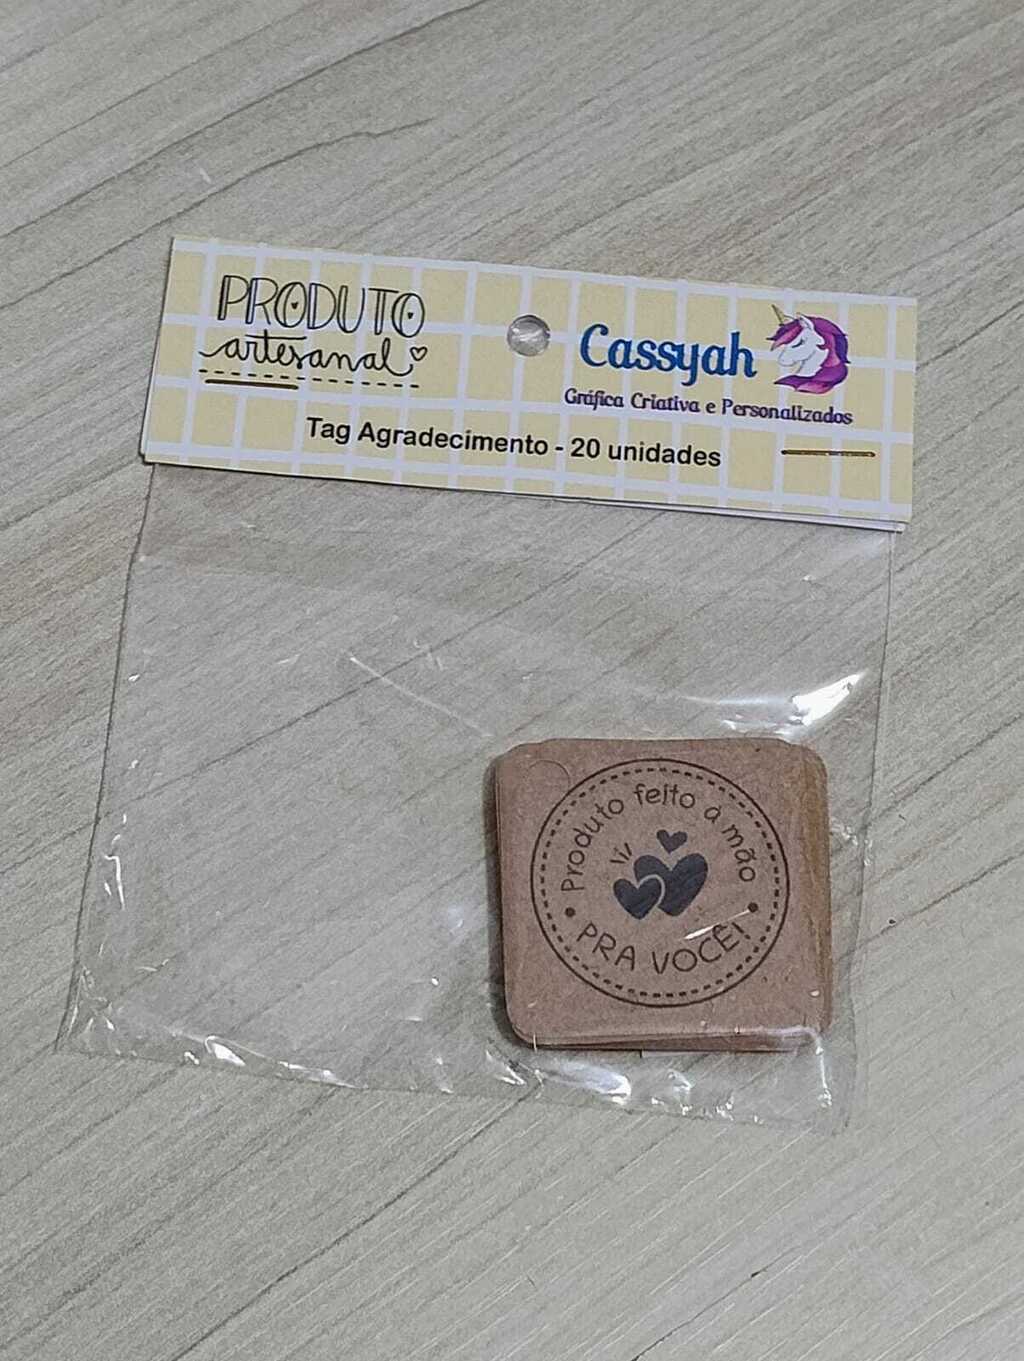 PRODUTO
artesanal
Cassyah
Gráfica Criativa e Personalizados
Tag Agradecimento - 20 unidades
Produto feito à mão
PRA VOCÊ!